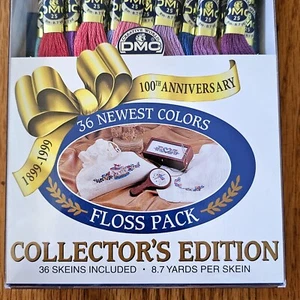 DMC
100TH ANNIVERSARY
1899-1999
36 NEWEST COLORS
FLOSS PACK
COLLECTOR'S EDITION
36 SKEINS INCLUDED • 8.7 YARDS PER SKEIN